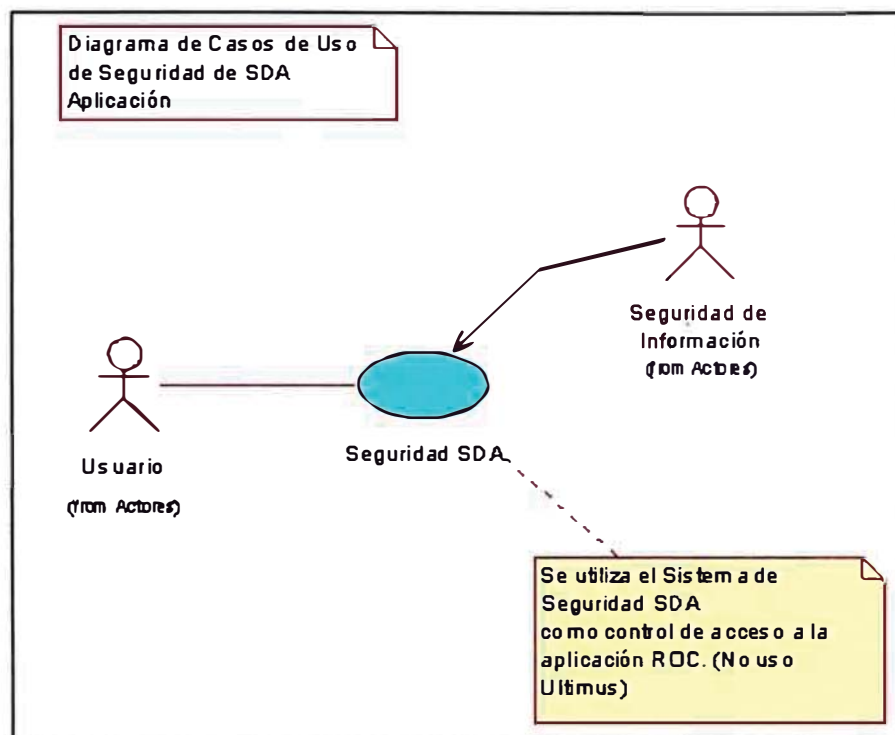 Diagrama de Casos de Uso
de Seguridad de SDA
Aplicación
Seguridad de
Información
(from Actores)
Usuario
(from Actores)
Seguridad SDA
Se utiliza el Sistema de
Seguridad SDA
como control de acceso a la
aplicación ROC. (No uso
Ultimus)